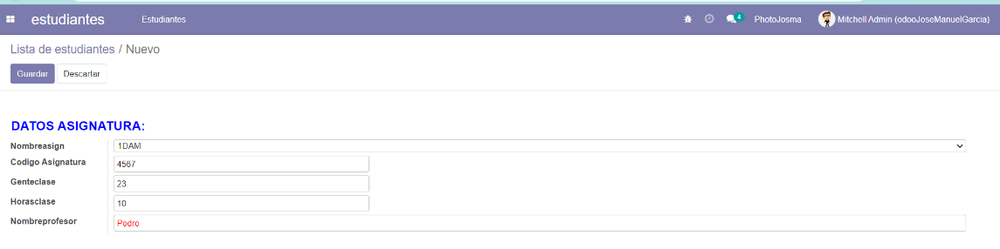 estudiantes Estudiantes 4 PhotoJosma Mitchell Admin (odooJoseManuelGarcia)
Lista de estudiantes / Nuevo
Guardar Descartar
DATOS ASIGNATURA:
Nombreasign 1DAM
Codigo Asignatura 4567
Genteclase 23
Horasclase 10
Nombreprofesor Pedro